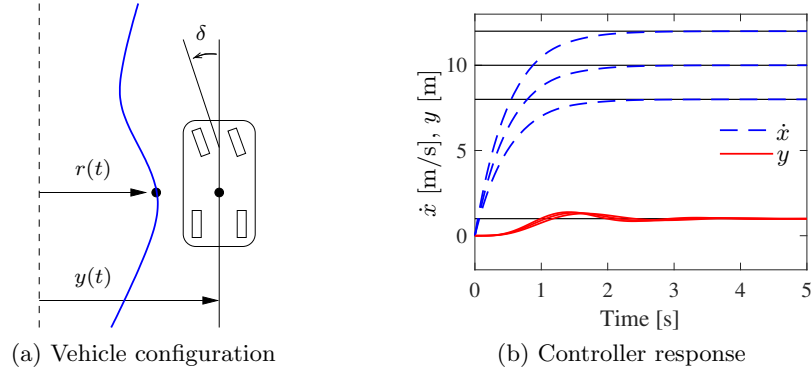 δ
r(t)
y(t)
(a) Vehicle configuration
ẋ [m/s], y [m]
10
5
0
ẋ
y
0 1 2 3 4 5
Time [s]
(b) Controller response